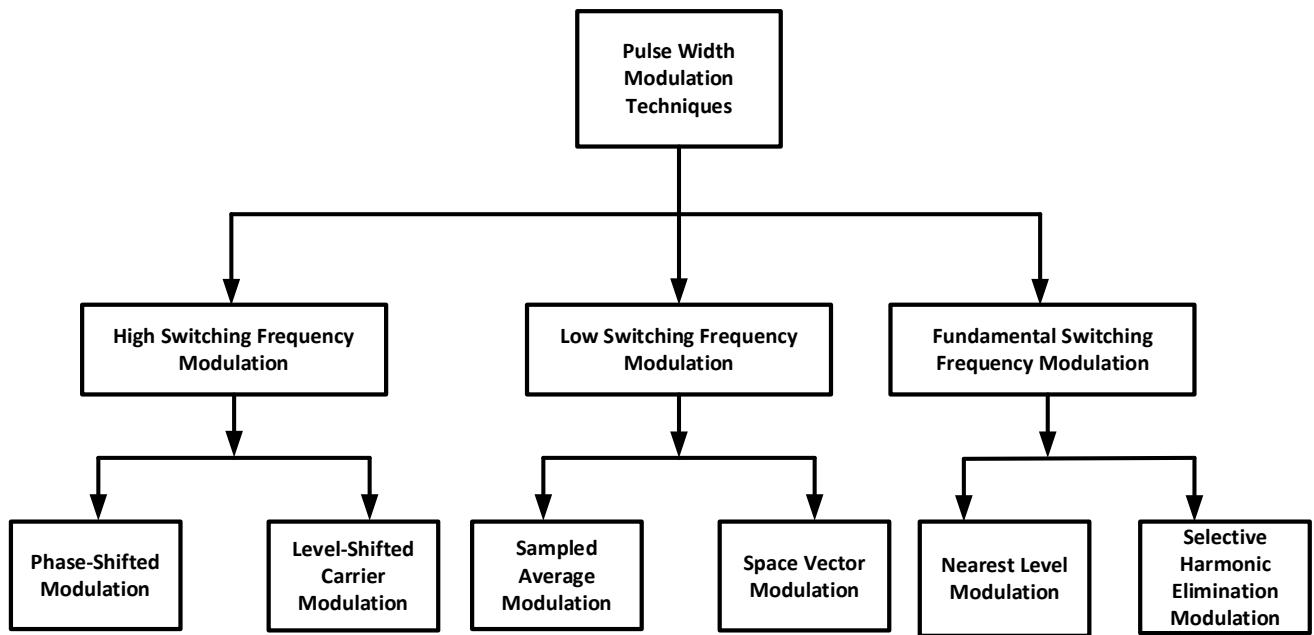 Pulse Width
Modulation
Techniques
High Switching Frequency
Modulation
Low Switching Frequency
Modulation
Fundamental Switching
Frequency Modulation
Phase-Shifted
Modulation
Level-Shifted
Carrier
Modulation
Sampled
Average
Modulation
Space Vector
Modulation
Nearest Level
Modulation
Selective
Harmonic
Elimination
Modulation